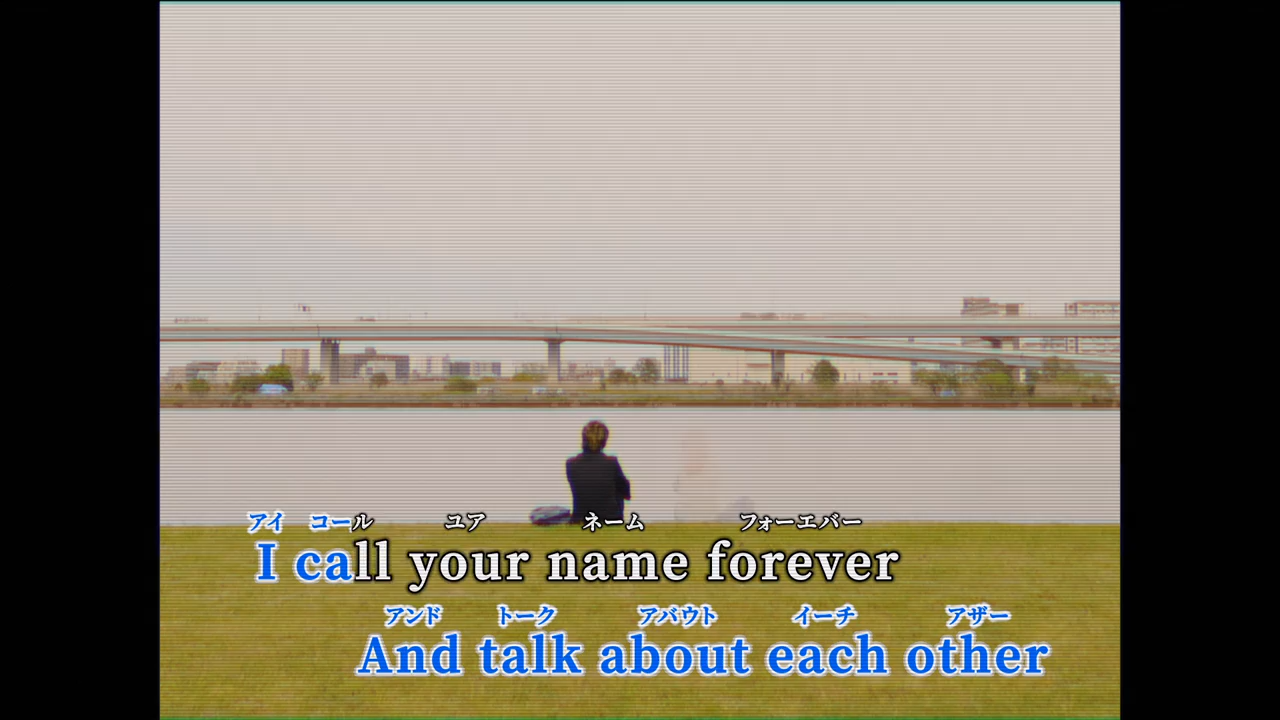 アイ コール ユア ネーム フォーエバー
I call your name forever
アンド トーク アバウト イーチ アザー
And talk about each other